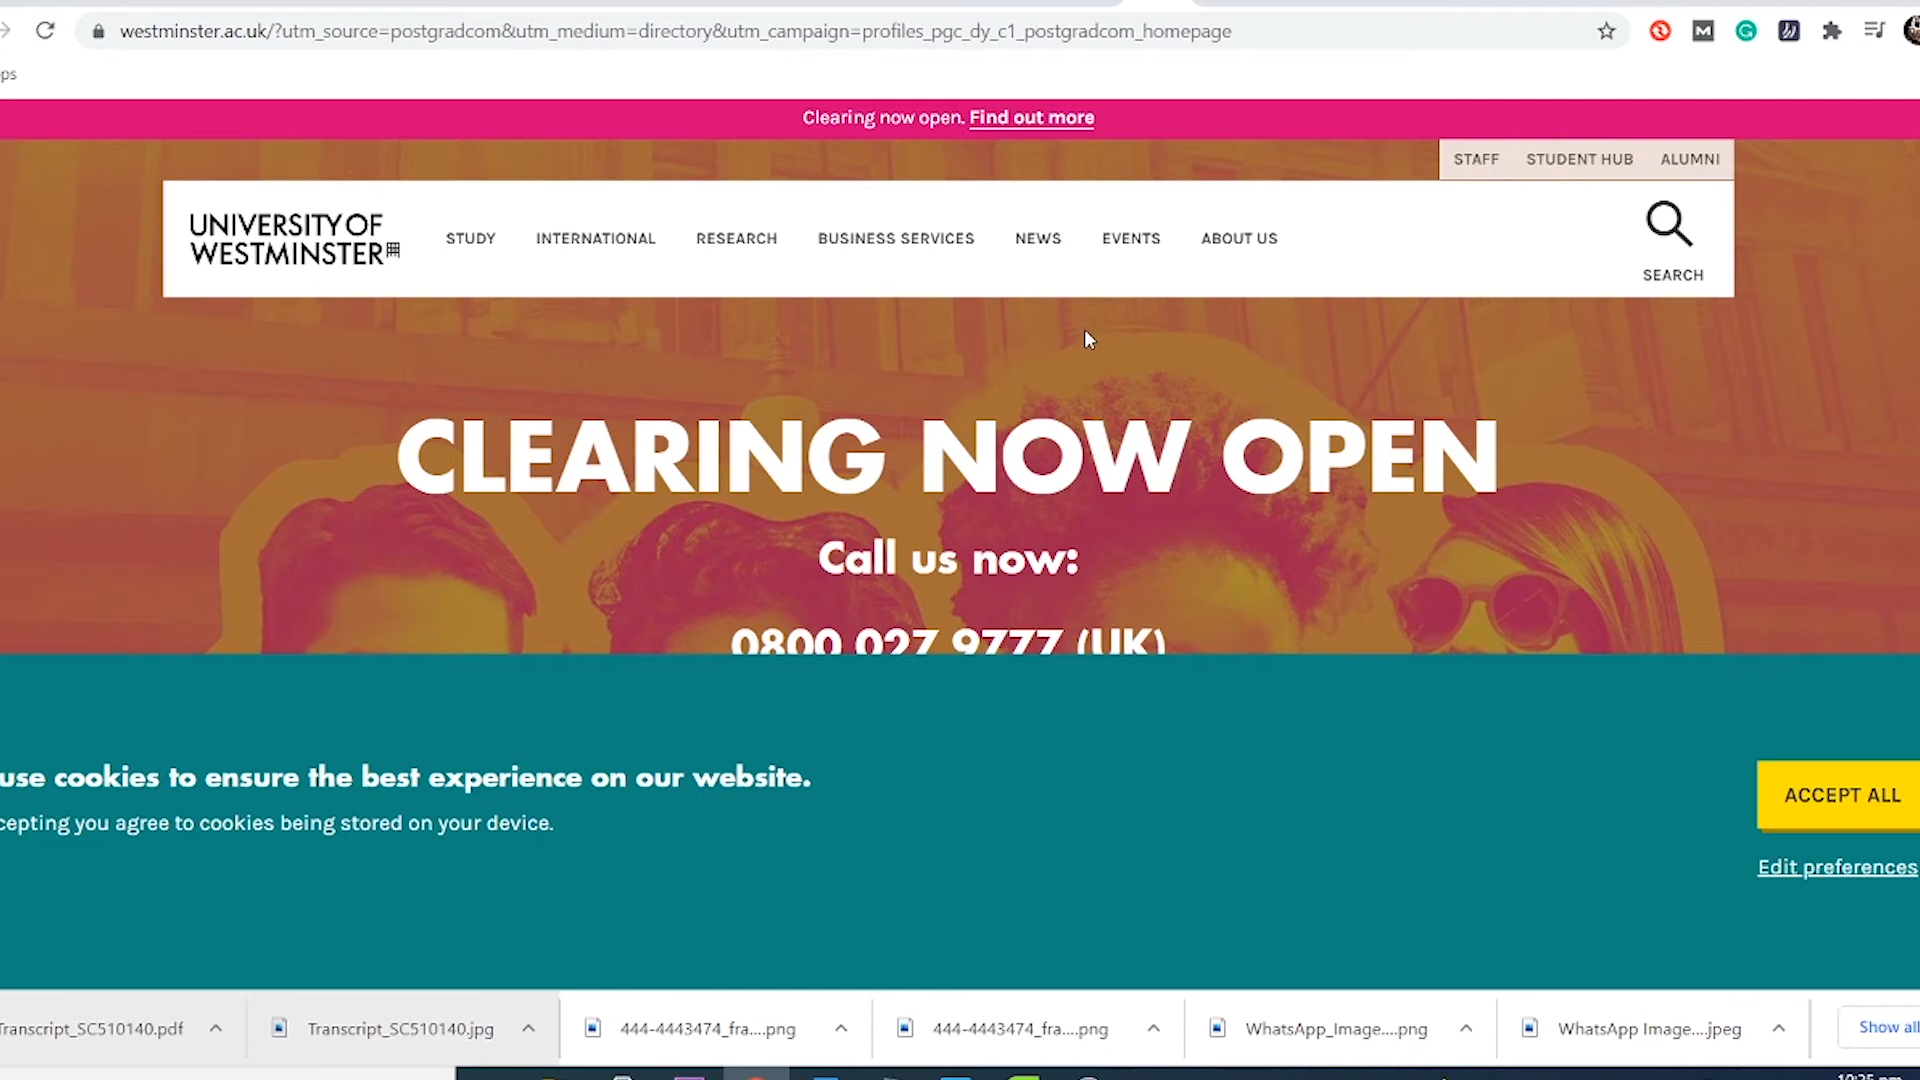 westminster.ac.uk/?utm_source=postgradcom&utm_medium=directory&utm_campaign=profiles_pgc_dy_c1_postgradcom_homepage
ps
Clearing now open. Find out more
STAFF STUDENT HUB ALUMNI
UNIVERSITY OF
WESTMINSTER
STUDY INTERNATIONAL RESEARCH BUSINESS SERVICES NEWS EVENTS ABOUT US
SEARCH
CLEARING NOW OPEN
Call us now:
0800 027 9777 (UK)
use cookies to ensure the best experience on our website.
cepting you agree to cookies being stored on your device.
ACCEPT ALL
Edit preferences
Transcript_SC510140.pdf Transcript_SC510140.jpg 444-4443474_fra....png 444-4443474_fra....png WhatsApp_Image....png WhatsApp Image....jpeg Show all